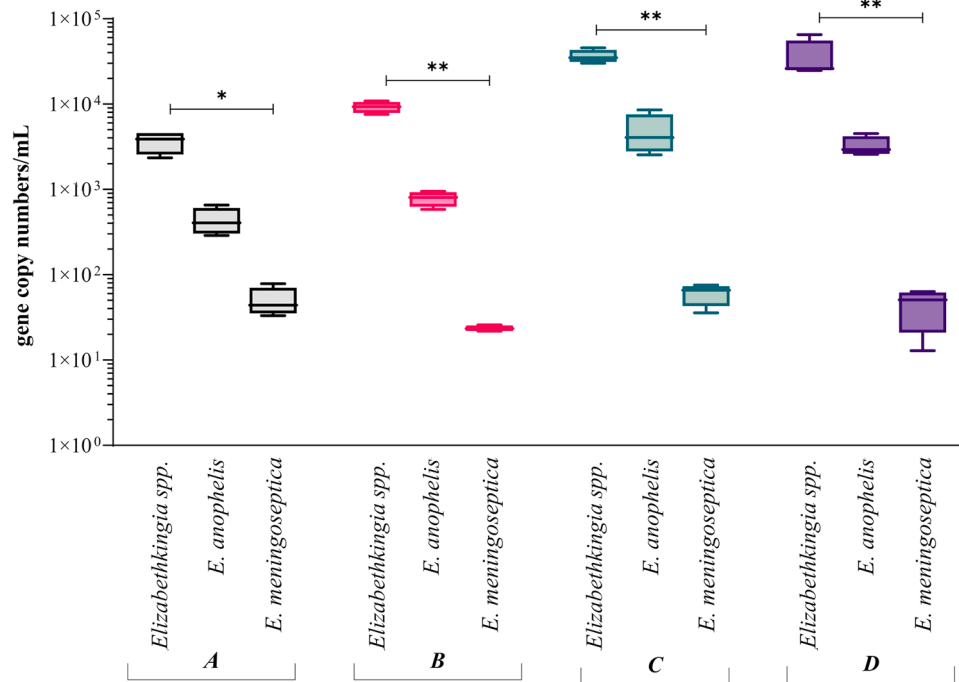 gene copy numbers/mL
1×10⁵
1×10⁴
1×10³
1×10²
1×10¹
1×10⁰
*
**
**
**
Elizabethkingia spp.
E. anophelis
E. meningoseptica
Elizabethkingia spp.
E. anophelis
E. meningoseptica
Elizabethkingia spp.
E. anophelis
E. meningoseptica
Elizabethkingia spp.
E. anophelis
E. meningoseptica
A
B
C
D